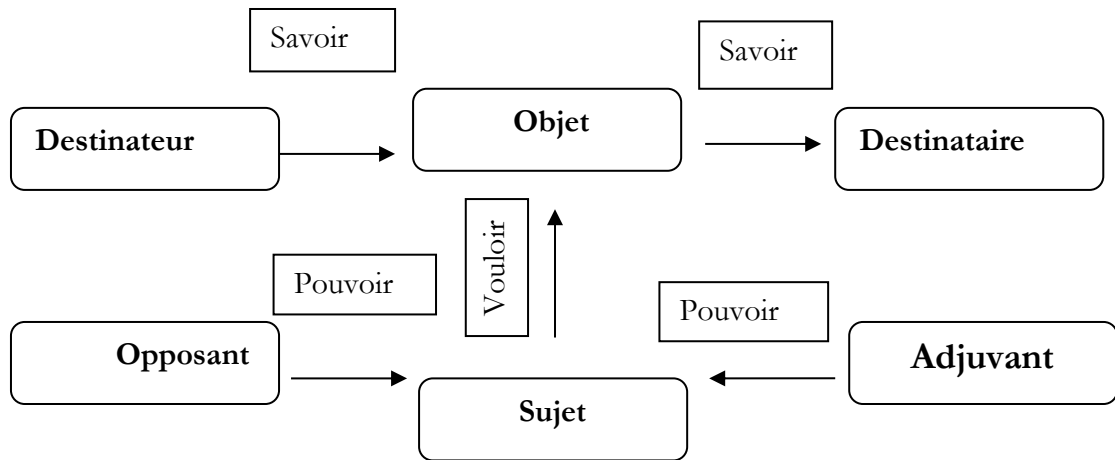 Savoir
Savoir
Destinateur
Objet
Destinataire
Vouloir
Pouvoir
Pouvoir
Opposant
Sujet
Adjuvant